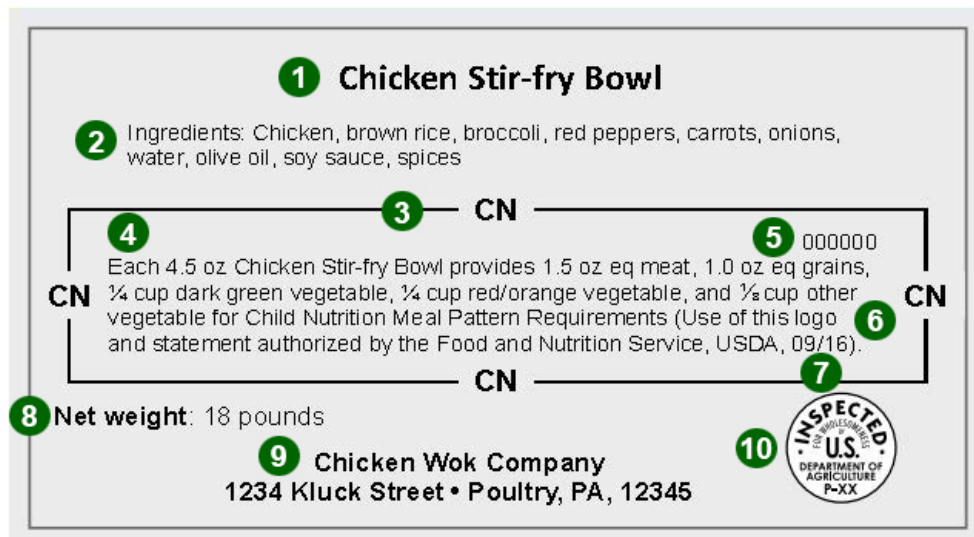 1 Chicken Stir-fry Bowl
2 Ingredients: Chicken, brown rice, broccoli, red peppers, carrots, onions,
water, olive oil, soy sauce, spices
3 CN
4 5 000000
Each 4.5 oz Chicken Stir-fry Bowl provides 1.5 oz eq meat, 1.0 oz eq grains,
CN ¼ cup dark green vegetable, ¼ cup red/orange vegetable, and ⅛ cup other CN
vegetable for Child Nutrition Meal Pattern Requirements (Use of this logo 6
and statement authorized by the Food and Nutrition Service, USDA, 09/16).
CN 7
8 Net weight: 18 pounds
9 Chicken Wok Company
1234 Kluck Street • Poultry, PA, 12345
10
INSPECTED
FOR WHOLESOMENESS
BY
U.S.
DEPARTMENT OF
AGRICULTURE
P-XX